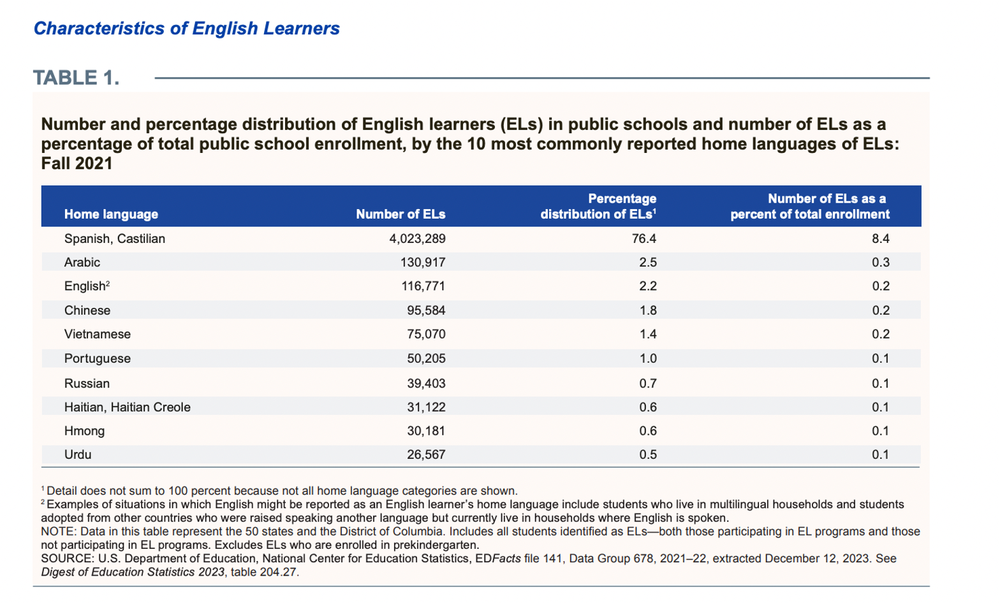 Characteristics of English Learners
TABLE 1.
Number and percentage distribution of English learners (ELs) in public schools and number of ELs as a
percentage of total public school enrollment, by the 10 most commonly reported home languages of ELs:
Fall 2021
Home language Number of ELs Percentage distribution of ELs¹ Number of ELs as a percent of total enrollment
Spanish, Castilian 4,023,289 76.4 8.4
Arabic 130,917 2.5 0.3
English² 116,771 2.2 0.2
Chinese 95,584 1.8 0.2
Vietnamese 75,070 1.4 0.2
Portuguese 50,205 1.0 0.1
Russian 39,403 0.7 0.1
Haitian, Haitian Creole 31,122 0.6 0.1
Hmong 30,181 0.6 0.1
Urdu 26,567 0.5 0.1
¹ Detail does not sum to 100 percent because not all home language categories are shown.
² Examples of situations in which English might be reported as an English learner’s home language include students who live in multilingual households and students
adopted from other countries who were raised speaking another language but currently live in households where English is spoken.
NOTE: Data in this table represent the 50 states and the District of Columbia. Includes all students identified as ELs—both those participating in EL programs and those
not participating in EL programs. Excludes ELs who are enrolled in prekindergarten.
SOURCE: U.S. Department of Education, National Center for Education Statistics, EDFacts file 141, Data Group 678, 2021–22, extracted December 12, 2023. See
Digest of Education Statistics 2023, table 204.27.